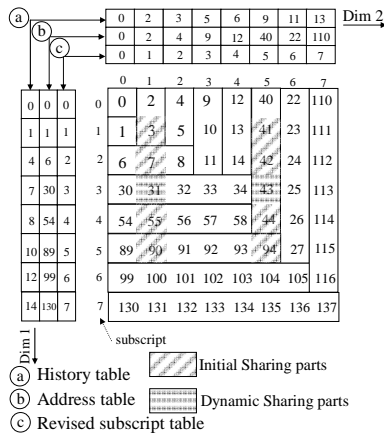 a 0 2 3 5 6 9 11 13 Dim 2
b 0 2 4 9 12 40 22 110
c 0 1 2 3 4 5 6 7
0 1 2 3 4 5 6 7
0 0 0 0 0 2 4 9 12 40 22 110
1 1 1 1 1 3 5 10 13 41 23 111
4 6 2 2 6 7 8 11 14 42 24 112
7 30 3 3 30 31 32 33 34 43 25 113
8 54 4 4 54 55 56 57 58 44 26 114
10 89 5 5 89 90 91 92 93 94 27 115
12 99 6 6 99 100 101 102 103 104 105 116
14 130 7 7 130 131 132 133 134 135 136 137
Dim 1
subscript
a History table
b Address table
c Revised subscript table
Initial Sharing parts
Dynamic Sharing parts